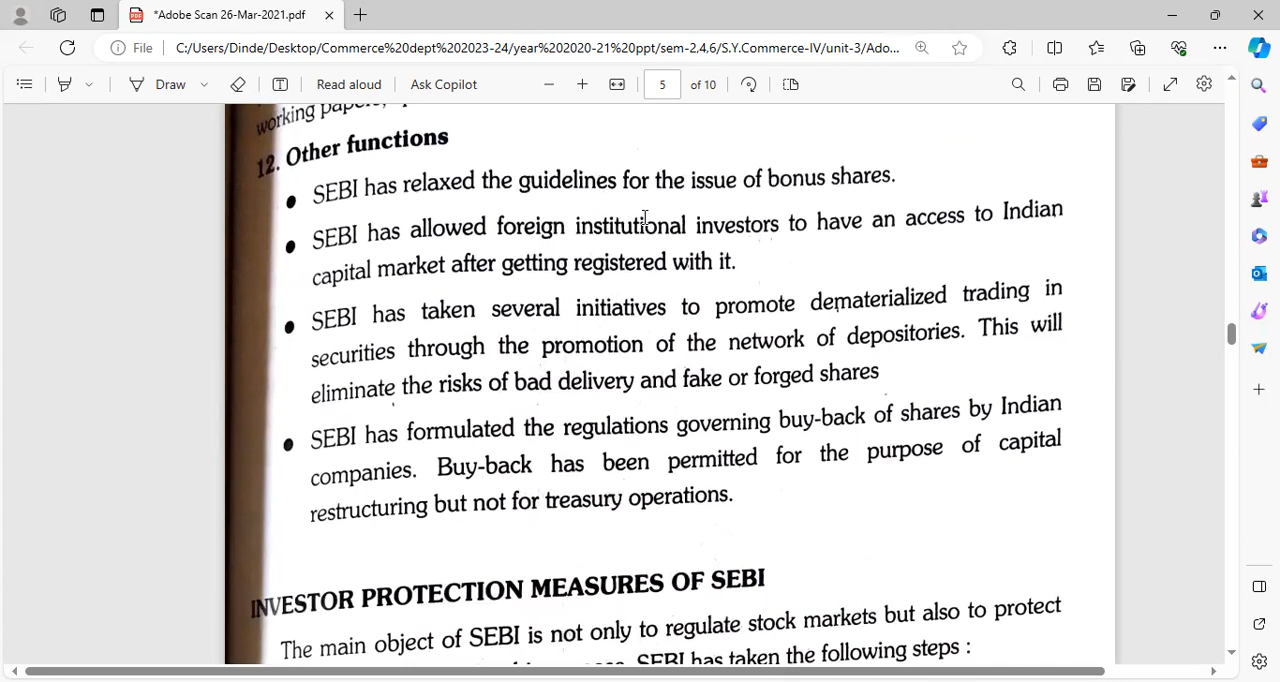 *Adobe Scan 26-Mar-2021.pdf
File
C:/Users/Dinde/Desktop/Commerce%20dept%202023-24/year%202020-21%20ppt/sem-2,4,6/S.Y.Commerce-IV/unit-3/Ado...
Draw
Read aloud
Ask Copilot
5
of 10
working papers,
12. Other functions
• SEBI has relaxed the guidelines for the issue of bonus shares.
• SEBI has allowed foreign institutional investors to have an access to Indian
capital market after getting registered with it.
• SEBI has taken several initiatives to promote dematerialized trading in
securities through the promotion of the network of depositories. This will
eliminate the risks of bad delivery and fake or forged shares
• SEBI has formulated the regulations governing buy-back of shares by Indian
companies. Buy-back has been permitted for the purpose of capital
restructuring but not for treasury operations.
INVESTOR PROTECTION MEASURES OF SEBI
The main object of SEBI is not only to regulate stock markets but also to protect
SEBI has taken the following steps :